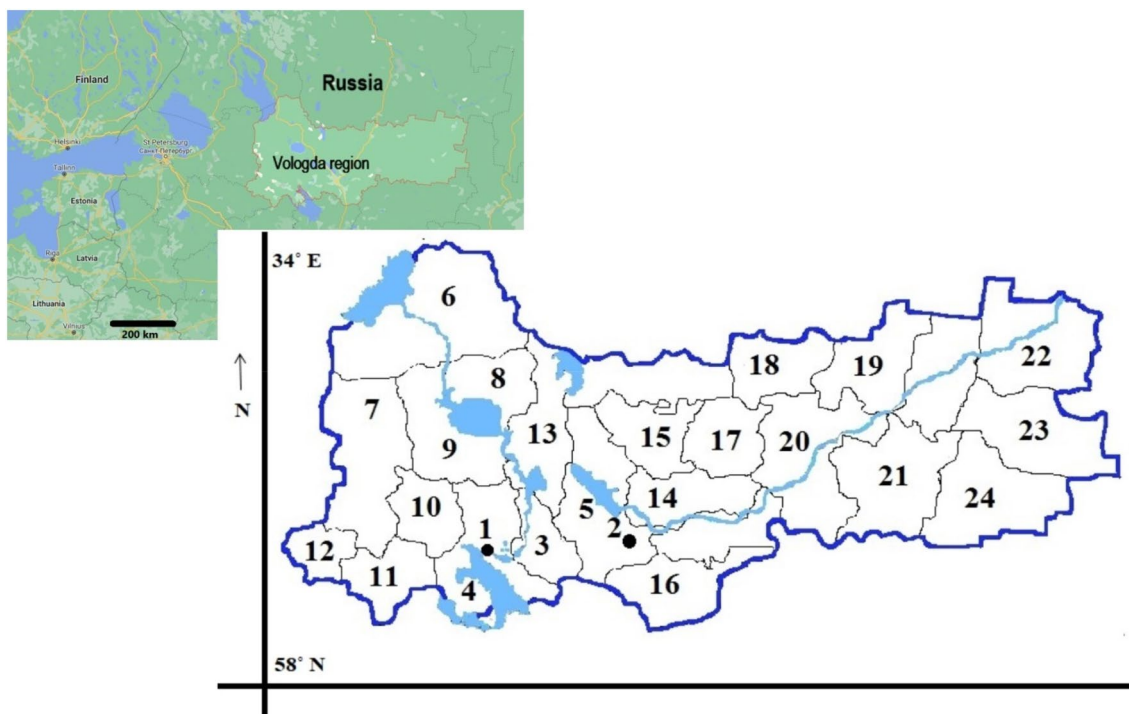 Finland
Russia
Helsinki
St Petersburg
Санкт-Петербург
Tallinn
Vologda region
Estonia
Riga
Latvia
Lithuania
Vilnius
200 km
34° E
6
N
18
19
22
7
8
9
13
15
17
20
23
10
14
21
24
1
5
2
3
12
11
4
16
58° N